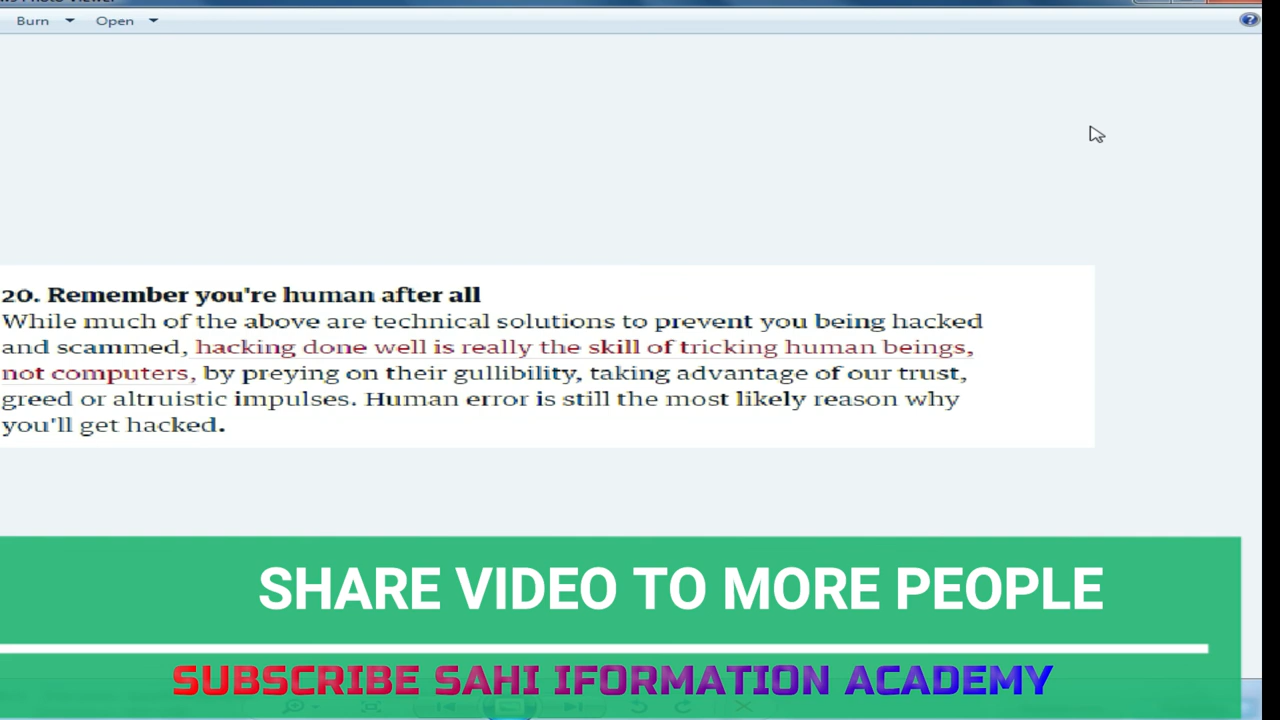 Burn Open
20. Remember you're human after all
While much of the above are technical solutions to prevent you being hacked
and scammed, hacking done well is really the skill of tricking human beings,
not computers, by preying on their gullibility, taking advantage of our trust,
greed or altruistic impulses. Human error is still the most likely reason why
you'll get hacked.
SHARE VIDEO TO MORE PEOPLE
SUBSCRIBE SAHI IFORMATION ACADEMY